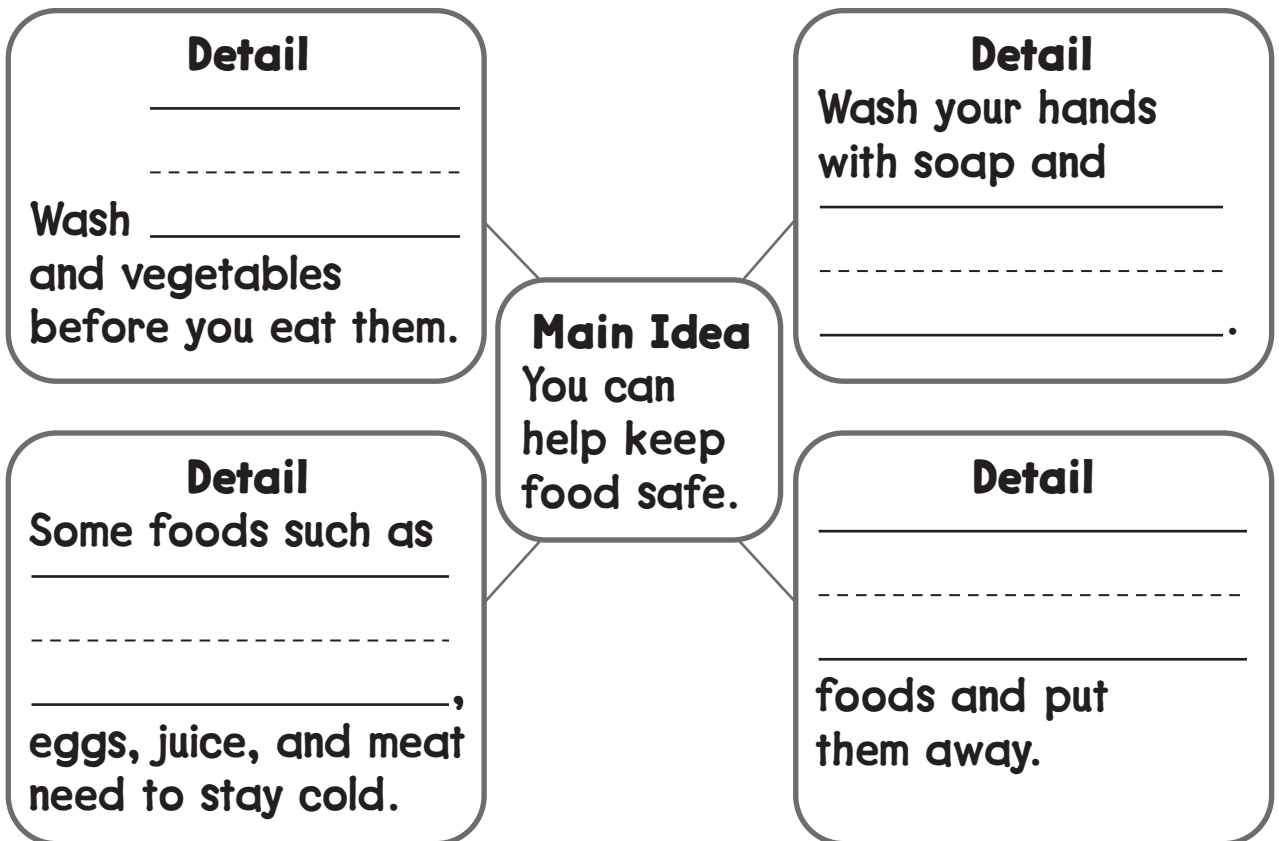 Detail
Wash
and vegetables
before you eat them.
Detail
Wash your hands
with soap and
.
Main Idea
You can
help keep
food safe.
Detail
Some foods such as
,
eggs, juice, and meat
need to stay cold.
Detail
foods and put
them away.